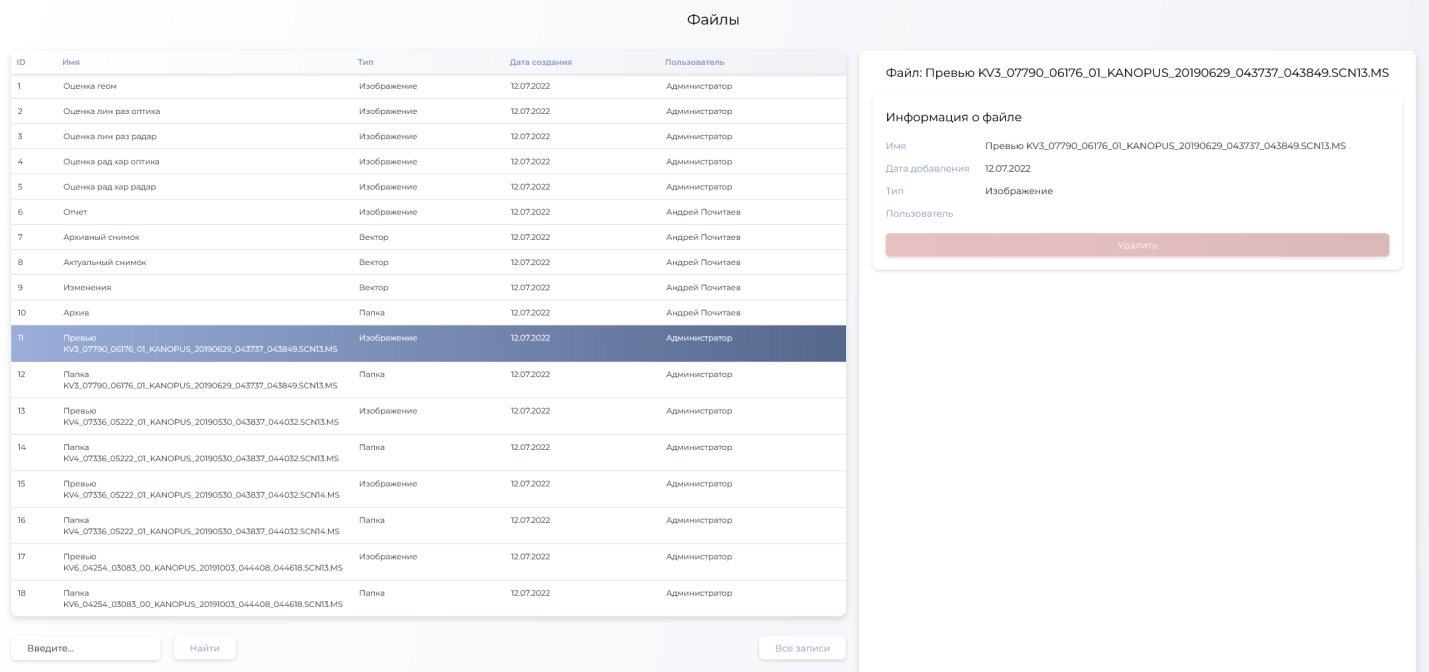 Файлы
ID Имя Тип Дата создания Пользователь
1 Оценка геом Изображение 12.07.2022 Администратор
2 Оценка лин раз оптика Изображение 12.07.2022 Администратор
3 Оценка лин раз радар Изображение 12.07.2022 Администратор
4 Оценка рад хар оптика Изображение 12.07.2022 Администратор
5 Оценка рад хар радар Изображение 12.07.2022 Администратор
6 Отчет Изображение 12.07.2022 Андрей Почитаев
7 Архивный снимок Вектор 12.07.2022 Андрей Почитаев
8 Актуальный снимок Вектор 12.07.2022 Андрей Почитаев
9 Изменения Вектор 12.07.2022 Андрей Почитаев
10 Архив Папка 12.07.2022 Андрей Почитаев
11 Превью Изображение 12.07.2022 Администратор
KV3_07790_06176_01_KANOPUS_20190629_043737_043849.SCN13.MS
12 Папка Папка 12.07.2022 Администратор
KV3_07790_06176_01_KANOPUS_20190629_043737_043849.SCN13.MS
13 Превью Изображение 12.07.2022 Администратор
KV4_07336_05222_01_KANOPUS_20190530_043837_044032.SCN13.MS
14 Папка Папка 12.07.2022 Администратор
KV4_07336_05222_01_KANOPUS_20190530_043837_044032.SCN13.MS
15 Превью Изображение 12.07.2022 Администратор
KV4_07336_05222_01_KANOPUS_20190530_043837_044032.SCN14.MS
16 Папка Папка 12.07.2022 Администратор
KV4_07336_05222_01_KANOPUS_20190530_043837_044032.SCN14.MS
17 Превью Изображение 12.07.2022 Администратор
KV6_04254_03083_00_KANOPUS_20191003_044408_044618.SCN13.MS
18 Папка Папка 12.07.2022 Администратор
KV6_04254_03083_00_KANOPUS_20191003_044408_044618.SCN13.MS
Введите... Найти Все записи
Файл: Превью KV3_07790_06176_01_KANOPUS_20190629_043737_043849.SCN13.MS
Информация о файле
Имя Превью KV3_07790_06176_01_KANOPUS_20190629_043737_043849.SCN13.MS
Дата добавления 12.07.2022
Тип Изображение
Пользователь
Удалить